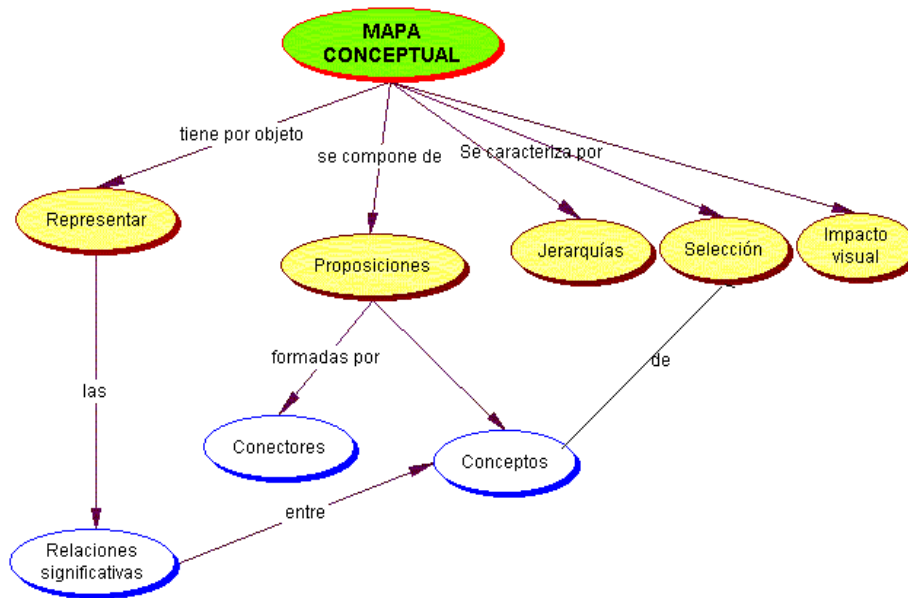 MAPA
CONCEPTUAL
tiene por objeto
se compone de
Se caracteriza por
Representar
Proposiciones
Jerarquías
Selección
Impacto
visual
formadas por
de
las
Conectores
Conceptos
entre
Relaciones
significativas